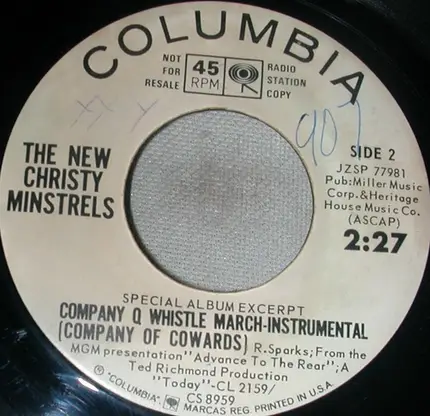 COLUMBIA
NOT
FOR
RESALE
45
RPM
RADIO
STATION
COPY
907
THE NEW
CHRISTY
MINSTRELS
SIDE 2
JZSP 77981
Pub:Miller Music
Corp.&Heritage
House Music Co.
(ASCAP)
2:27
SPECIAL ALBUM EXCERPT
COMPANY Q WHISTLE MARCH-INSTRUMENTAL
(COMPANY OF COWARDS) R.Sparks; From the
MGM presentation"Advance To The Rear"; A
Ted Richmond Production
"Today"-CL 2159/
CS 8959
℗ "COLUMBIA", MARCAS REG. PRINTED IN U.S.A.